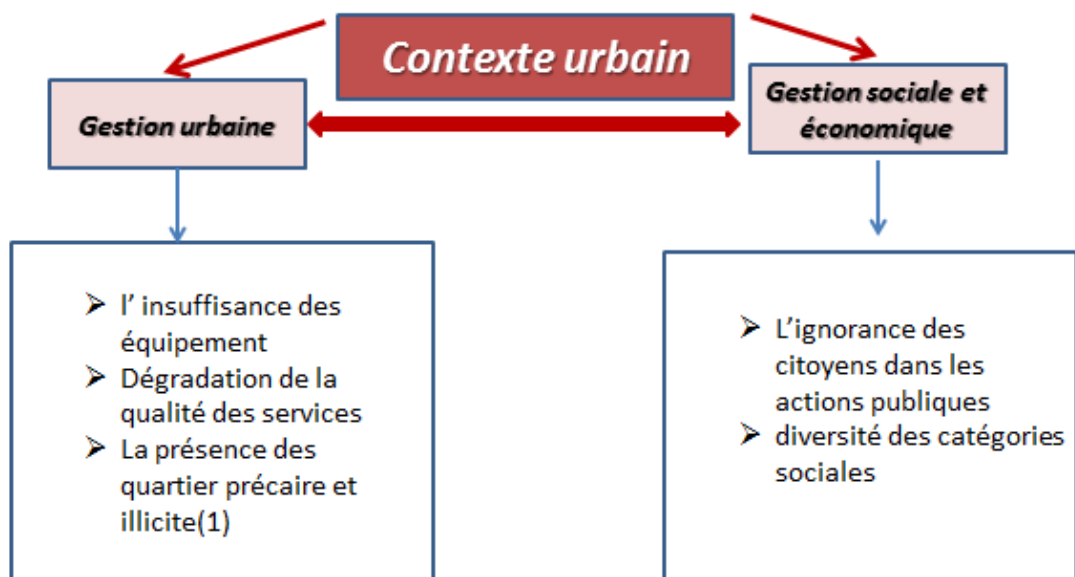 Contexte urbain
Gestion urbaine
Gestion sociale et
économique
➢ l’ insuffisance des
équipement
➢ Dégradation de la
qualité des services
➢ La présence des
quartier précaire et
illicite(1)
➢ L’ignorance des
citoyens dans les
actions publiques
➢ diversité des catégories
sociales